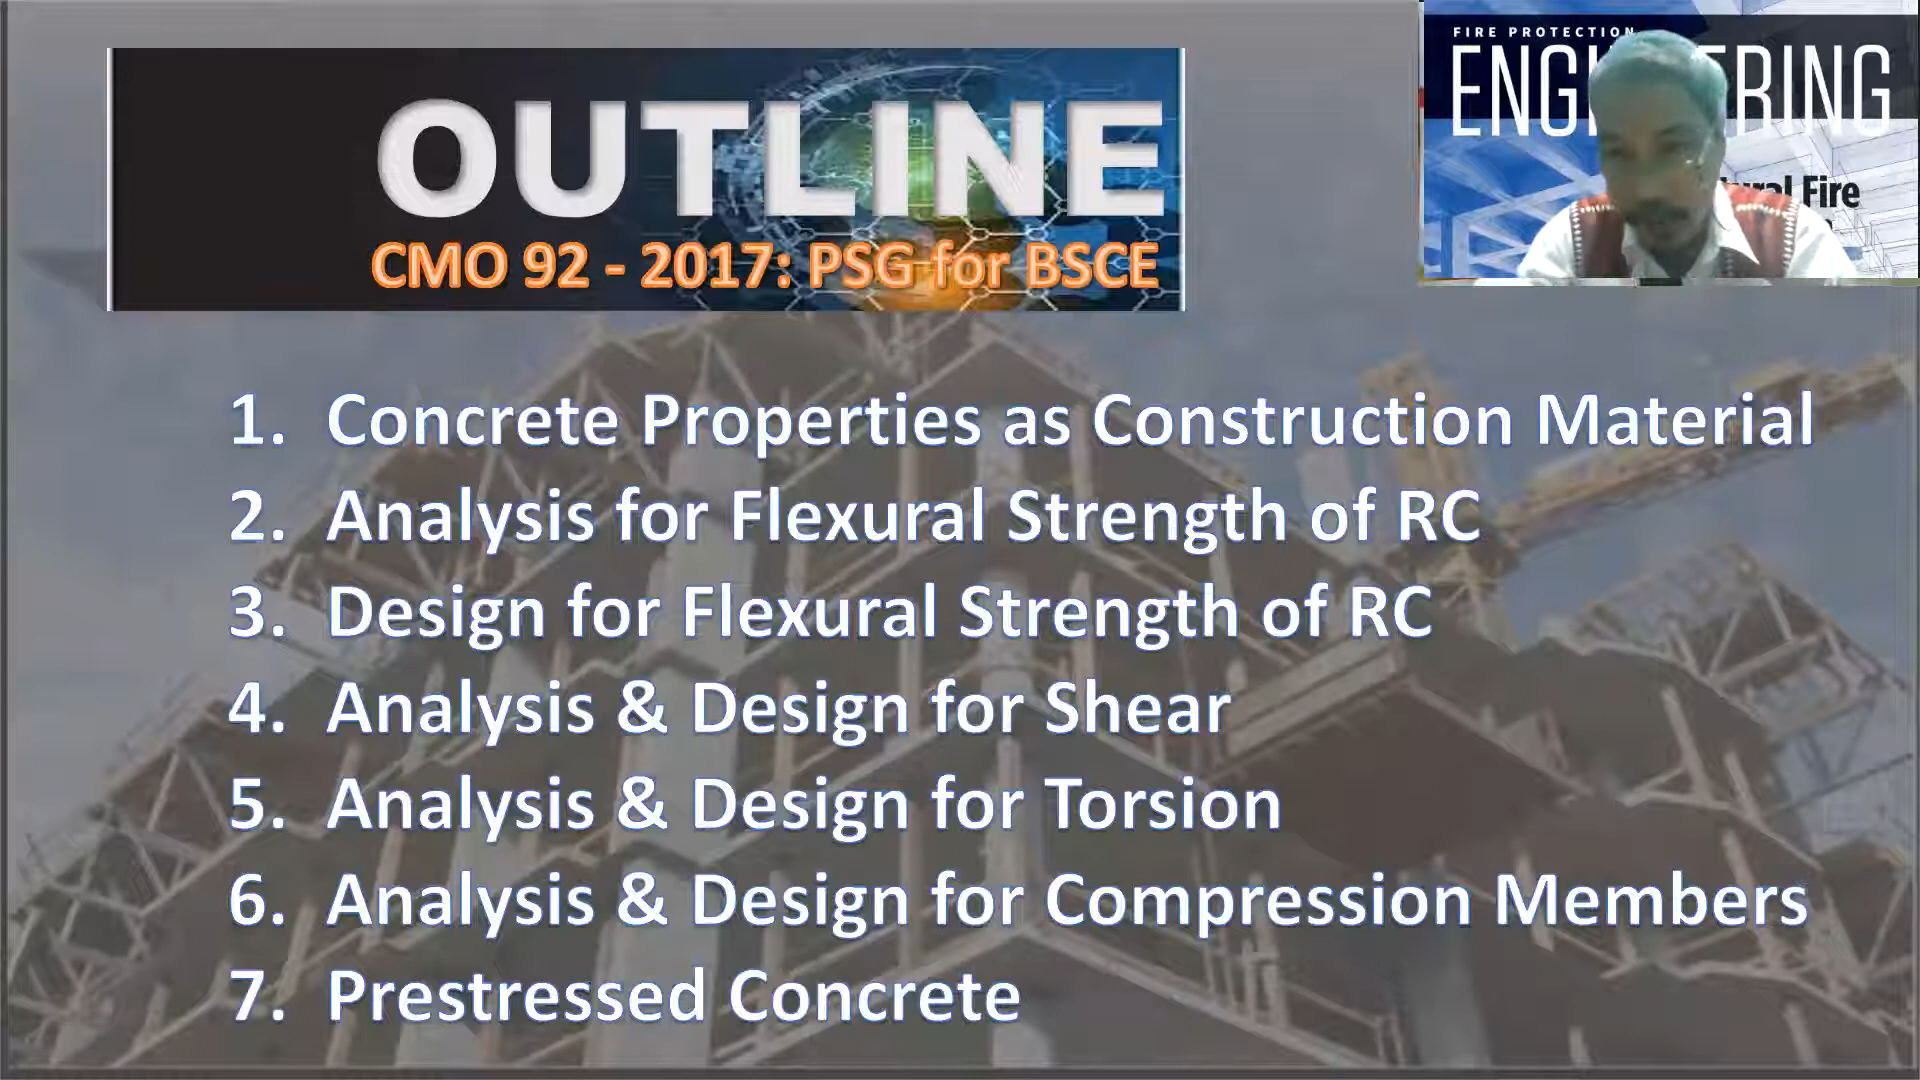 OUTLINE
CMO 92 - 2017: PSG for BSCE
FIRE PROTECTION
Fire
1. Concrete Properties as Construction Material
2. Analysis for Flexural Strength of RC
3. Design for Flexural Strength of RC
4. Analysis & Design for Shear
5. Analysis & Design for Torsion
6. Analysis & Design for Compression Members
7. Prestressed Concrete